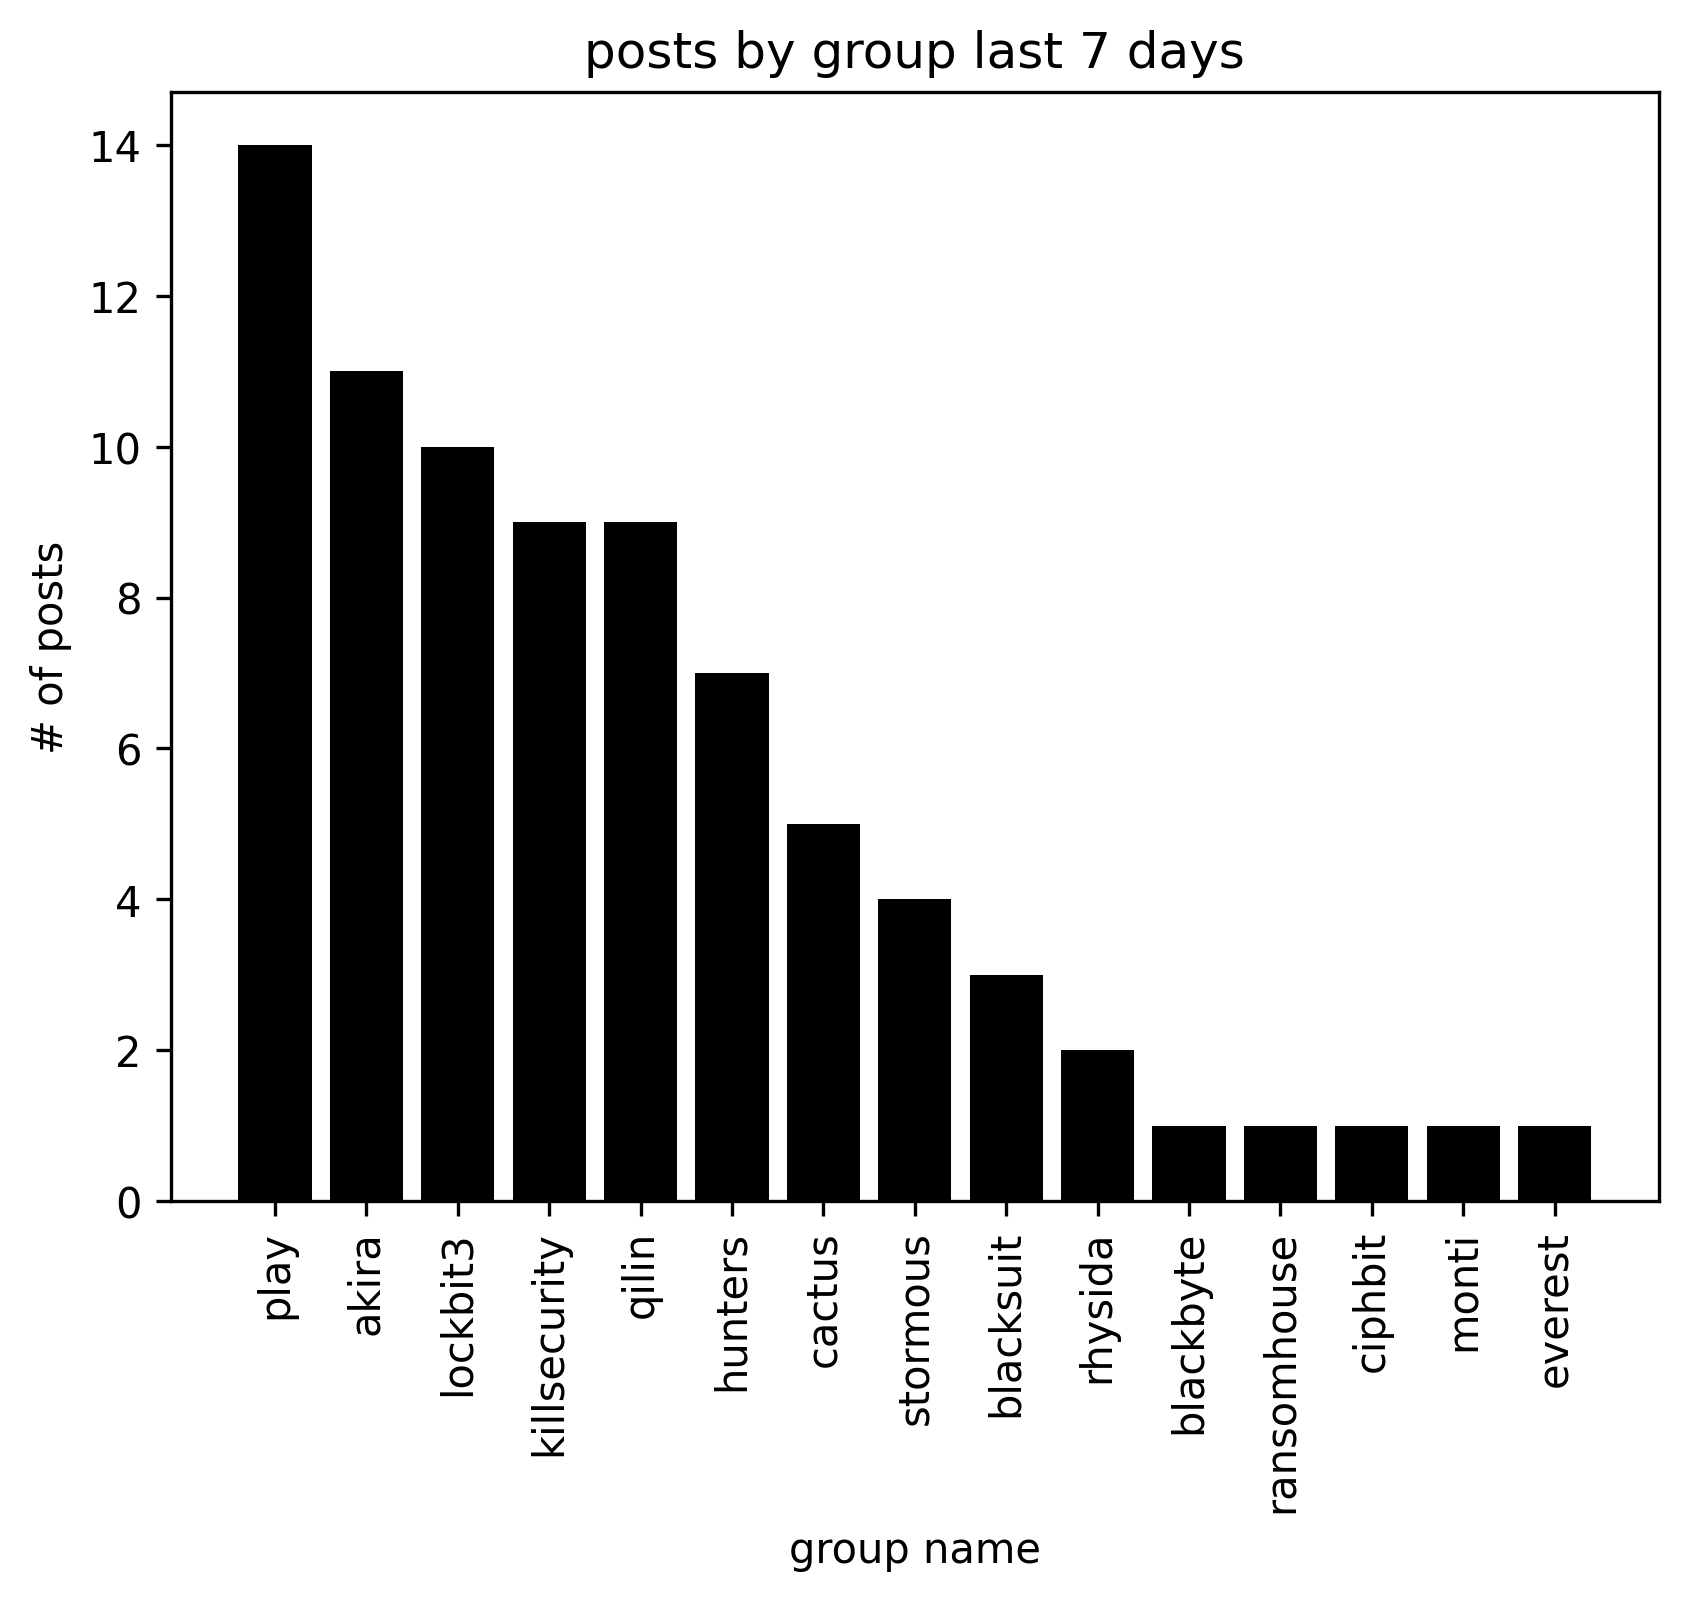 posts by group last 7 days
14
12
10
8
6
4
2
0
# of posts
play
akira
lockbit3
killsecurity
qilin
hunters
cactus
stormous
blacksuit
rhysida
blackbyte
ransomhouse
ciphbit
monti
everest
group name